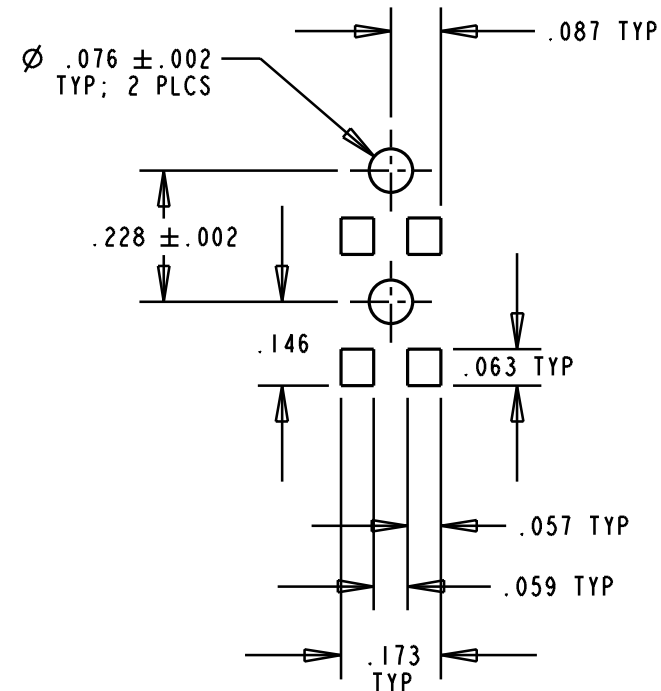 .087 TYP
Ø .076 ±.002
TYP; 2 PLCS
.228 ±.002
.146
.063 TYP
.057 TYP
.059 TYP
.173
TYP